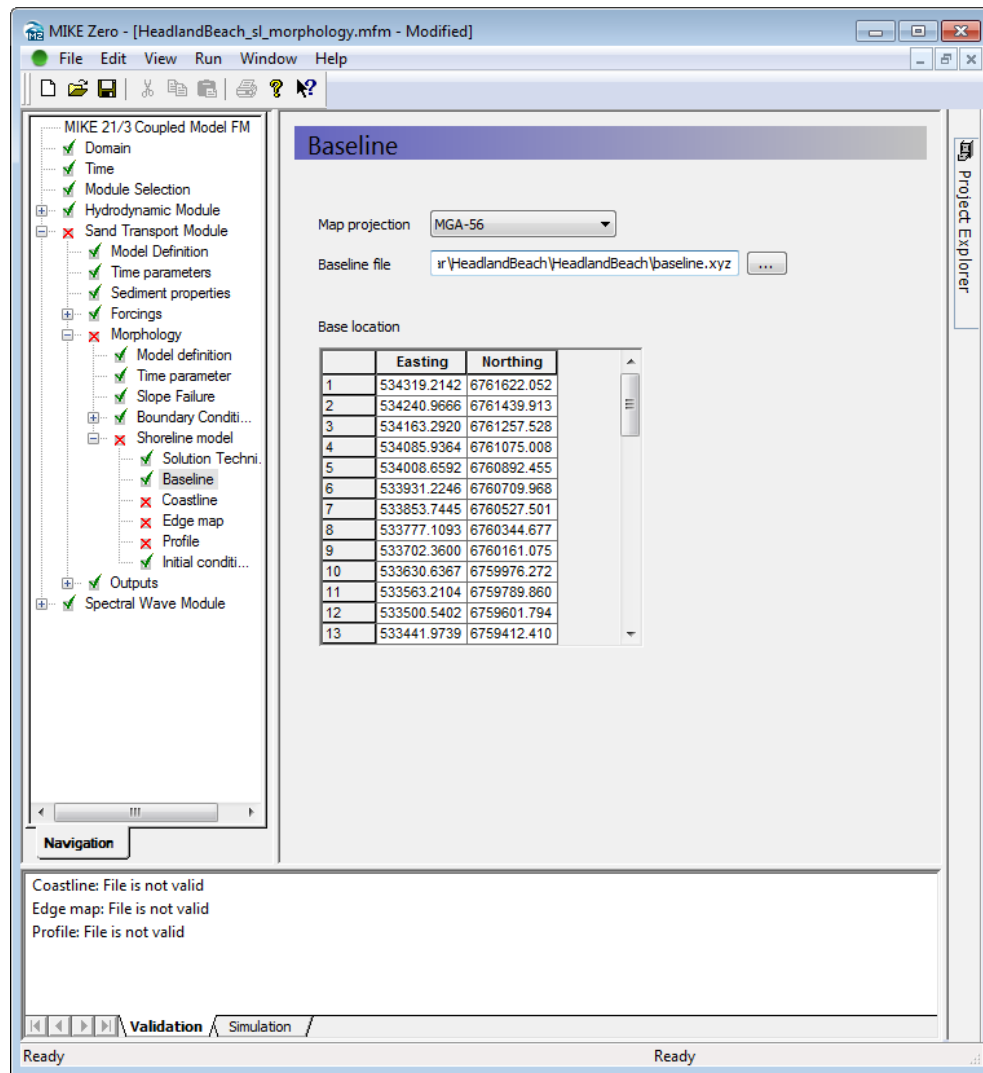 MIKE Zero - [HeadlandBeach_sl_morphology.mfm - Modified]
File Edit View Run Window Help
MIKE 21/3 Coupled Model FM
Domain
Time
Module Selection
Hydrodynamic Module
Sand Transport Module
Model Definition
Time parameters
Sediment properties
Forcings
Morphology
Model definition
Time parameter
Slope Failure
Boundary Conditi...
Shoreline model
Solution Techni.
Baseline
Coastline
Edge map
Profile
Initial conditi...
Outputs
Spectral Wave Module
Navigation
Baseline
Map projection MGA-56
Baseline file ar\HeadlandBeach\HeadlandBeach\baseline.xyz ...
Base location
Easting Northing
1 534319.2142 6761622.052
2 534240.9666 6761439.913
3 534163.2920 6761257.528
4 534085.9364 6761075.008
5 534008.6592 6760892.455
6 533931.2246 6760709.968
7 533853.7445 6760527.501
8 533777.1093 6760344.677
9 533702.3600 6760161.075
10 533630.6367 6759976.272
11 533563.2104 6759789.860
12 533500.5402 6759601.794
13 533441.9739 6759412.410
Project Explorer
Coastline: File is not valid
Edge map: File is not valid
Profile: File is not valid
Validation Simulation
Ready Ready